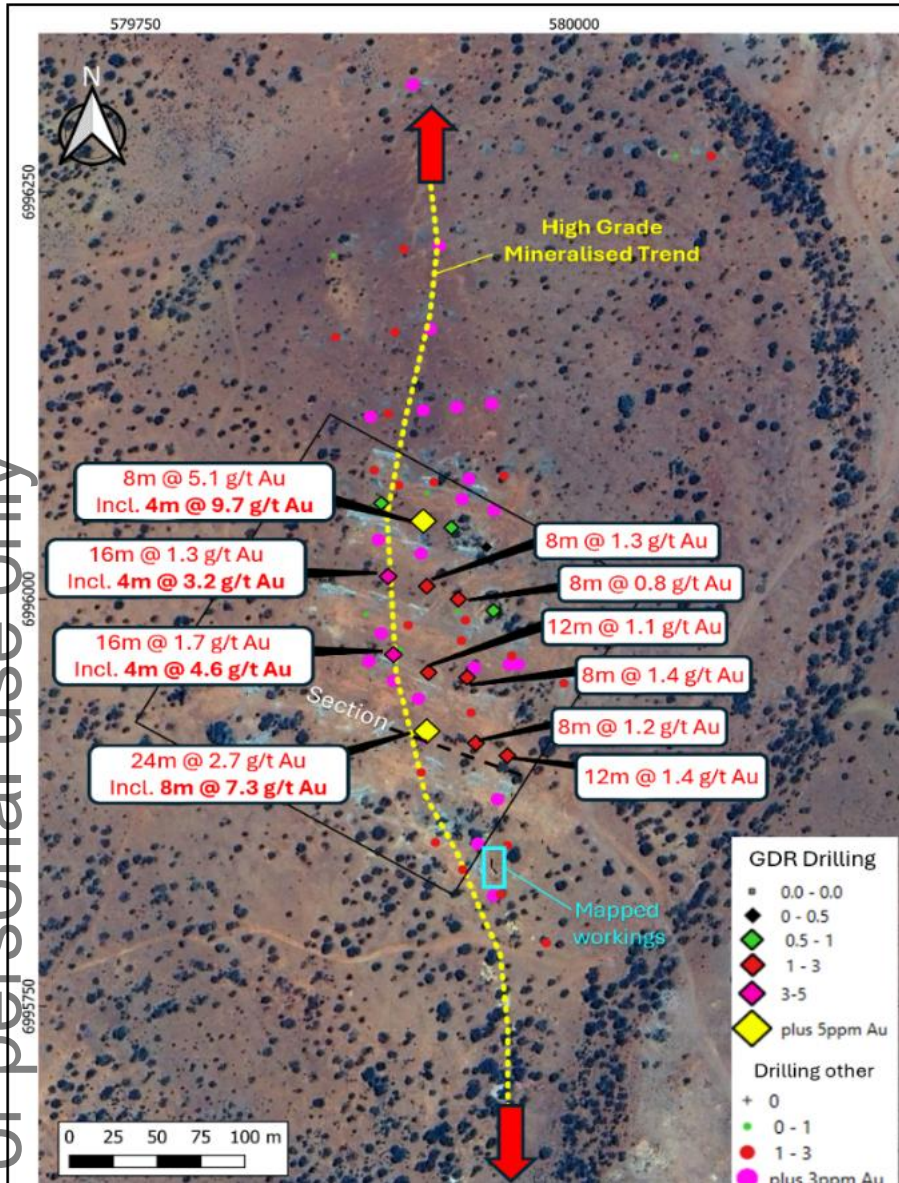 579750
580000
N
6996250
High Grade
Mineralised Trend
8m @ 5.1 g/t Au
Incl. 4m @ 9.7 g/t Au
8m @ 1.3 g/t Au
16m @ 1.3 g/t Au
Incl. 4m @ 3.2 g/t Au
8m @ 0.8 g/t Au
6996000
12m @ 1.1 g/t Au
16m @ 1.7 g/t Au
Incl. 4m @ 4.6 g/t Au
8m @ 1.4 g/t Au
Section
8m @ 1.2 g/t Au
24m @ 2.7 g/t Au
Incl. 8m @ 7.3 g/t Au
12m @ 1.4 g/t Au
Mapped
workings
6995750
GDR Drilling
0.0 - 0.0
0 - 0.5
0.5 - 1
1 - 3
3-5
plus 5ppm Au
Drilling other
0
0 - 1
1 - 3
plus 3ppm Au
0 25 50 75 100 m
or personal use only